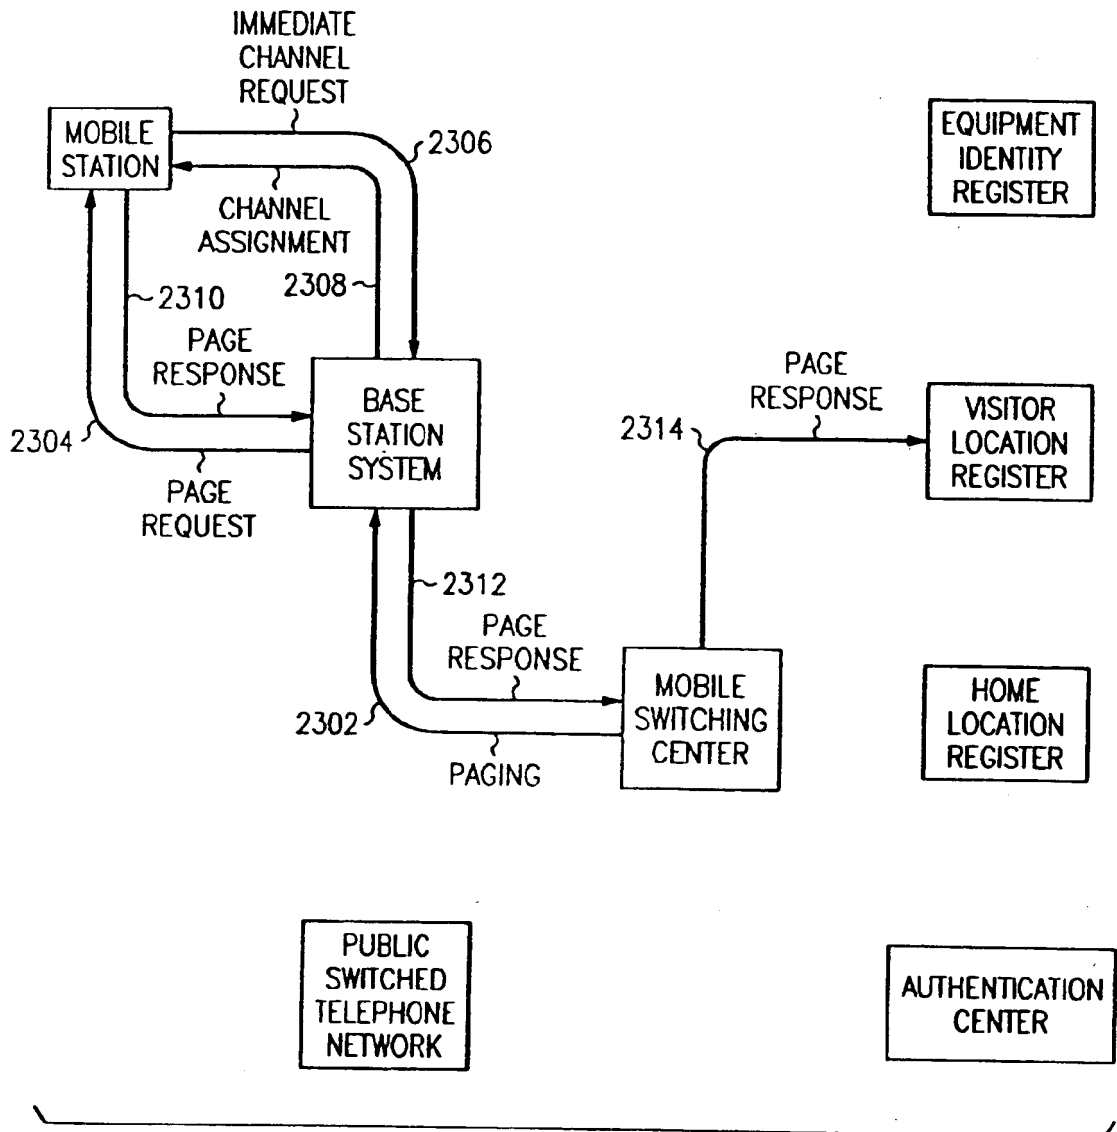 IMMEDIATE
CHANNEL
REQUEST
MOBILE
STATION
2306
EQUIPMENT
IDENTITY
REGISTER
CHANNEL
ASSIGNMENT
2308
2310
PAGE
RESPONSE
2304
PAGE
REQUEST
BASE
STATION
SYSTEM
PAGE
RESPONSE
2314
VISITOR
LOCATION
REGISTER
2312
PAGE
RESPONSE
2302
PAGING
MOBILE
SWITCHING
CENTER
HOME
LOCATION
REGISTER
PUBLIC
SWITCHED
TELEPHONE
NETWORK
AUTHENTICATION
CENTER